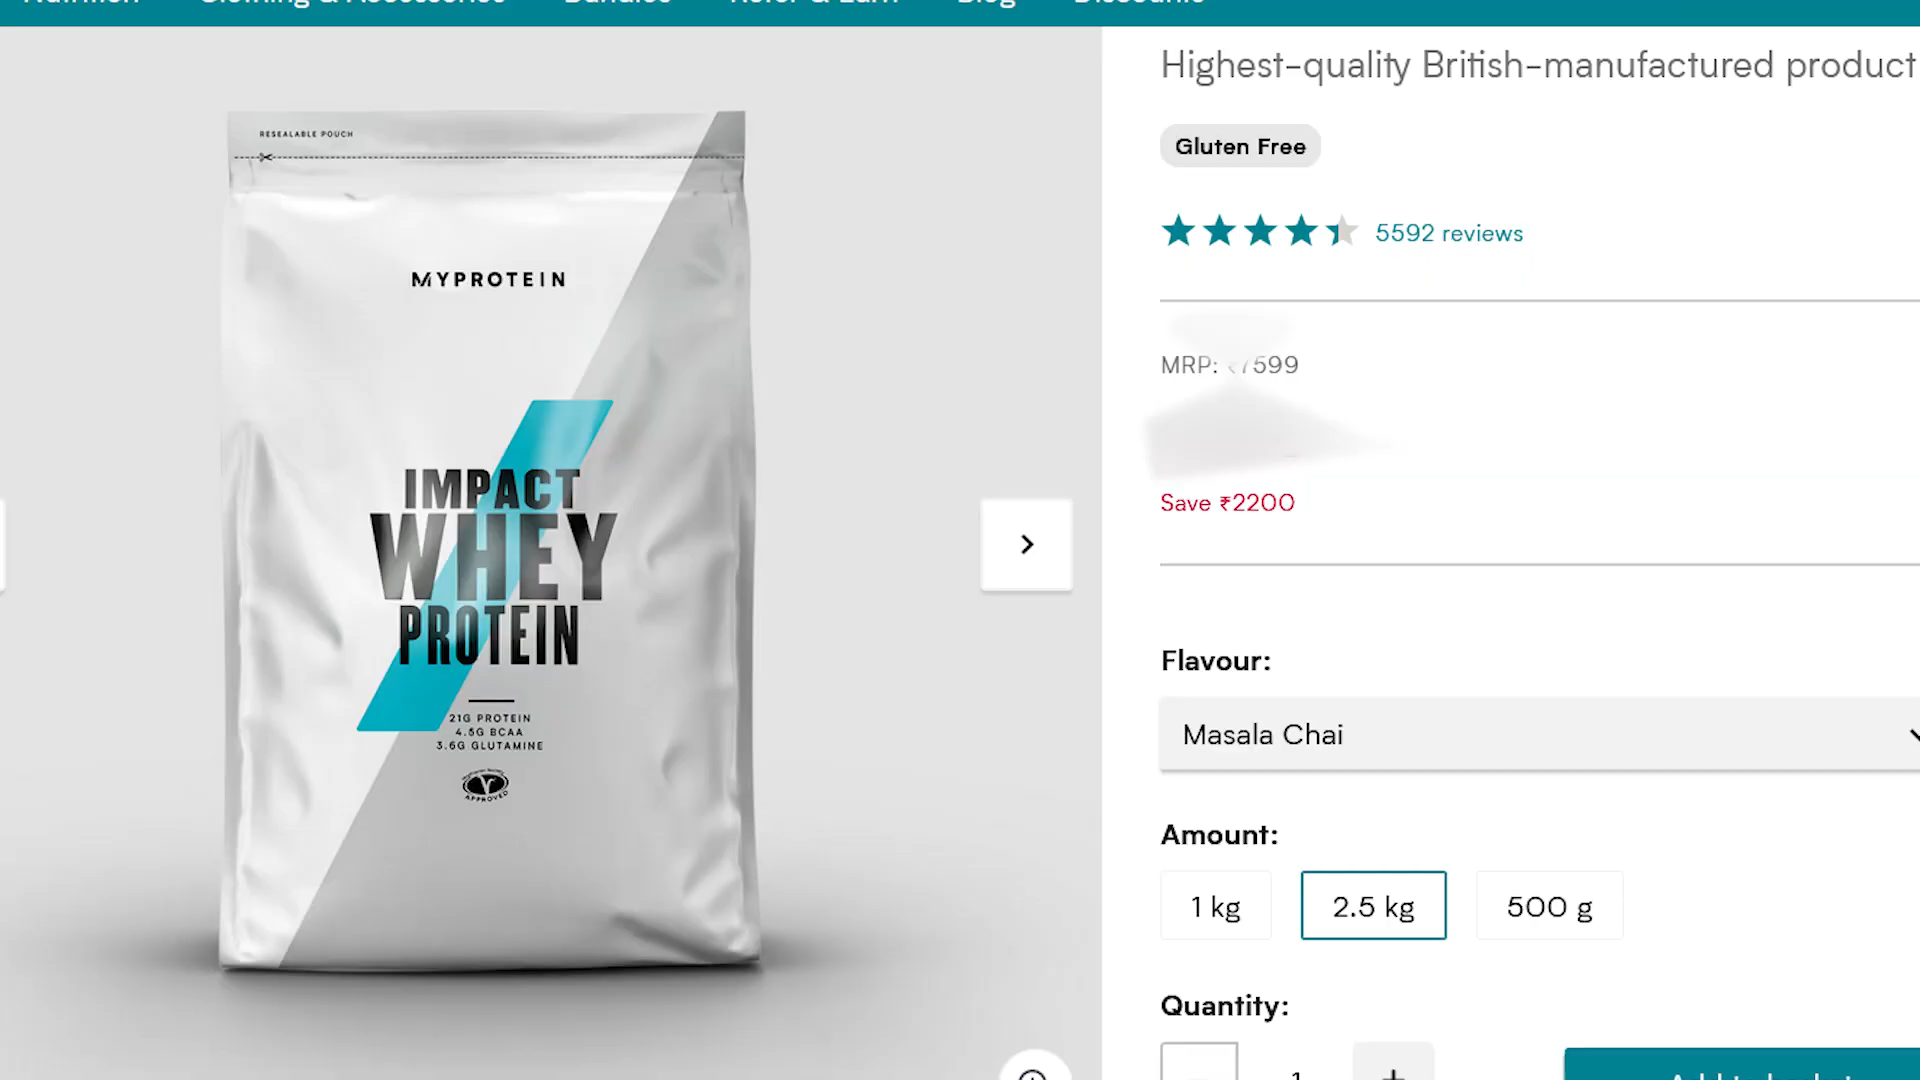 Highest-quality British-manufactured product
Gluten Free
5592 reviews
MRP: ₹7599
Save ₹2200
Flavour:
Masala Chai
Amount:
1 kg
2.5 kg
500 g
Quantity:
1
RESEALABLE POUCH
MYPROTEIN
IMPACT
WHEY
PROTEIN
21G PROTEIN
4.5G BCAA
3.6G GLUTAMINE
APPROVED